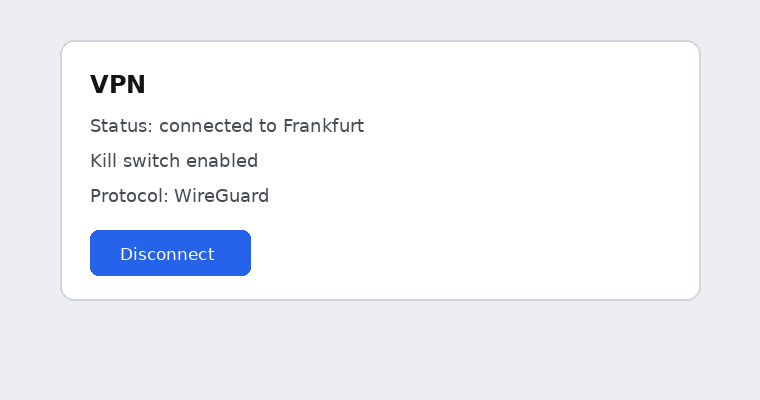 VPN
Status: connected to Frankfurt
Kill switch enabled
Protocol: WireGuard
Disconnect